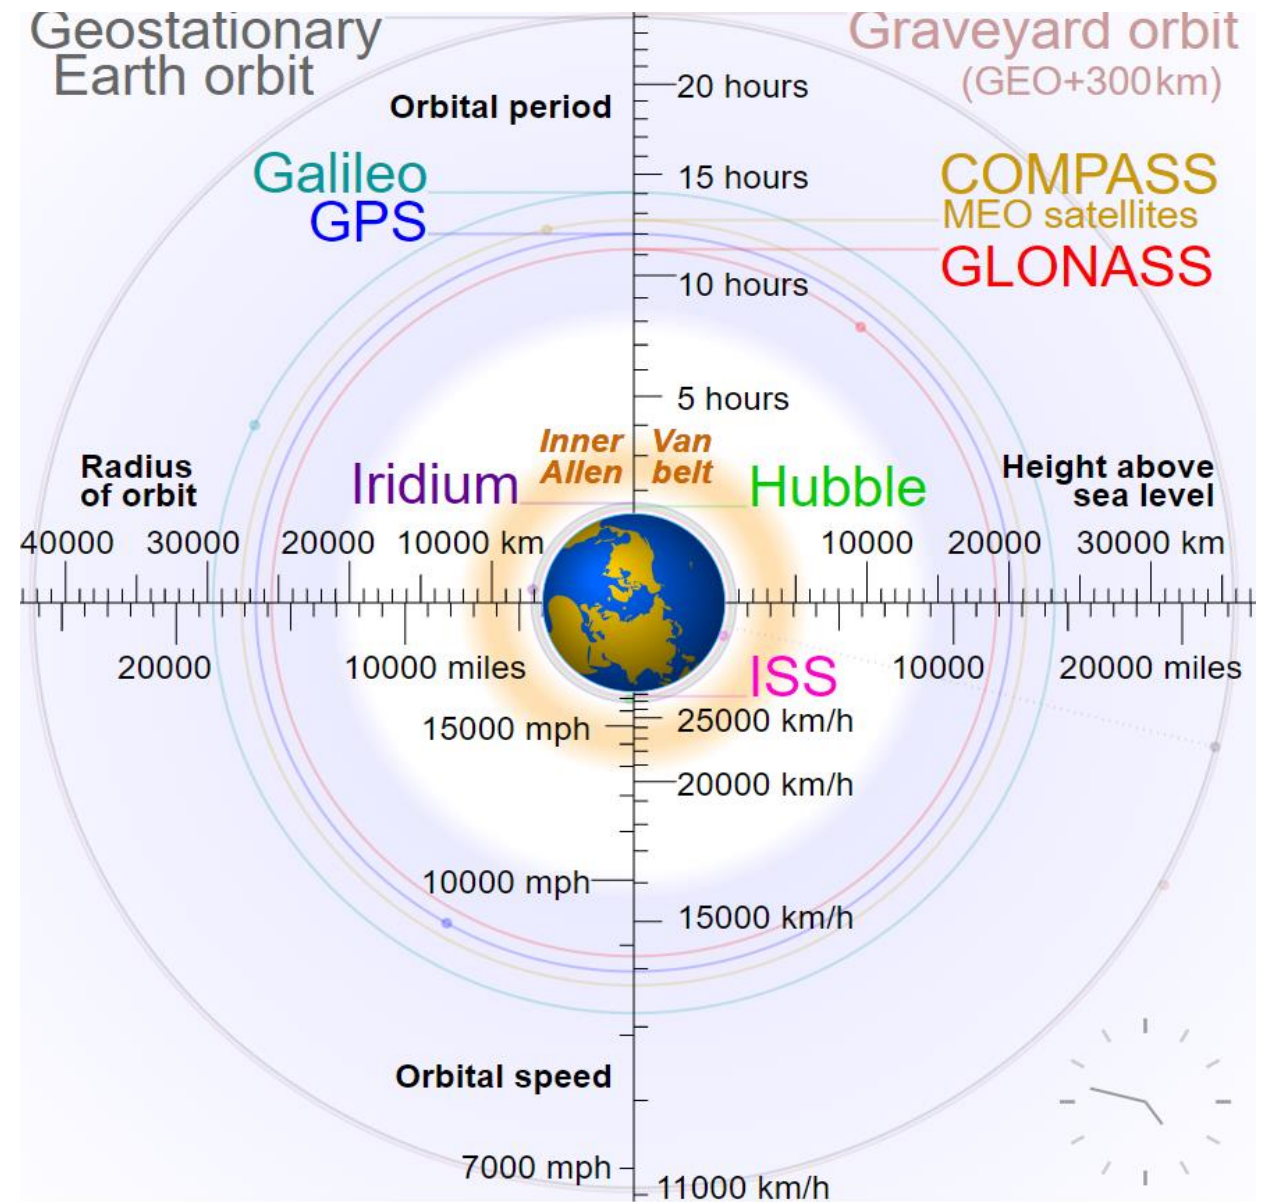 Geostationary
Earth orbit
Graveyard orbit
(GEO+300km)
Orbital period
20 hours
Galileo
GPS
15 hours
COMPASS
MEO satellites
GLONASS
10 hours
5 hours
Inner Van
Allen belt
Radius
of orbit
Iridium
Hubble
Height above
sea level
40000 30000 20000 10000 km
10000 20000 30000 km
20000 10000 miles
10000 20000 miles
ISS
15000 mph
25000 km/h
20000 km/h
10000 mph
15000 km/h
Orbital speed
7000 mph
11000 km/h